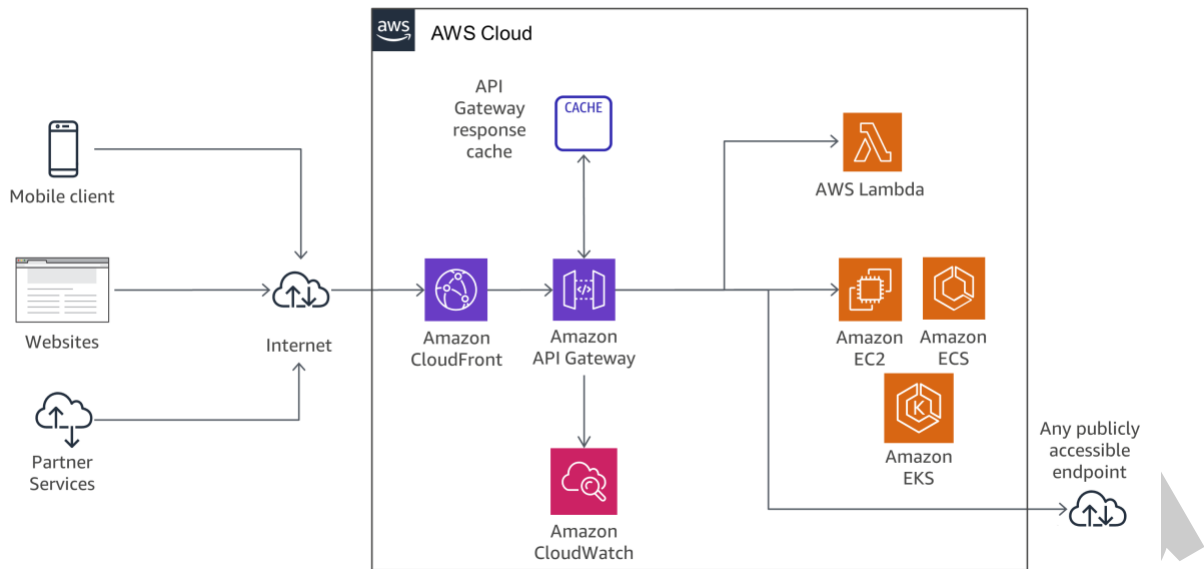 aws
AWS Cloud
API
Gateway
response
cache
CACHE
Mobile client
AWS Lambda
Websites
Internet
Amazon
CloudFront
Amazon
API Gateway
Amazon
EC2
Amazon
ECS
K
Amazon
EKS
Partner
Services
Any publicly
accessible
endpoint
Amazon
CloudWatch